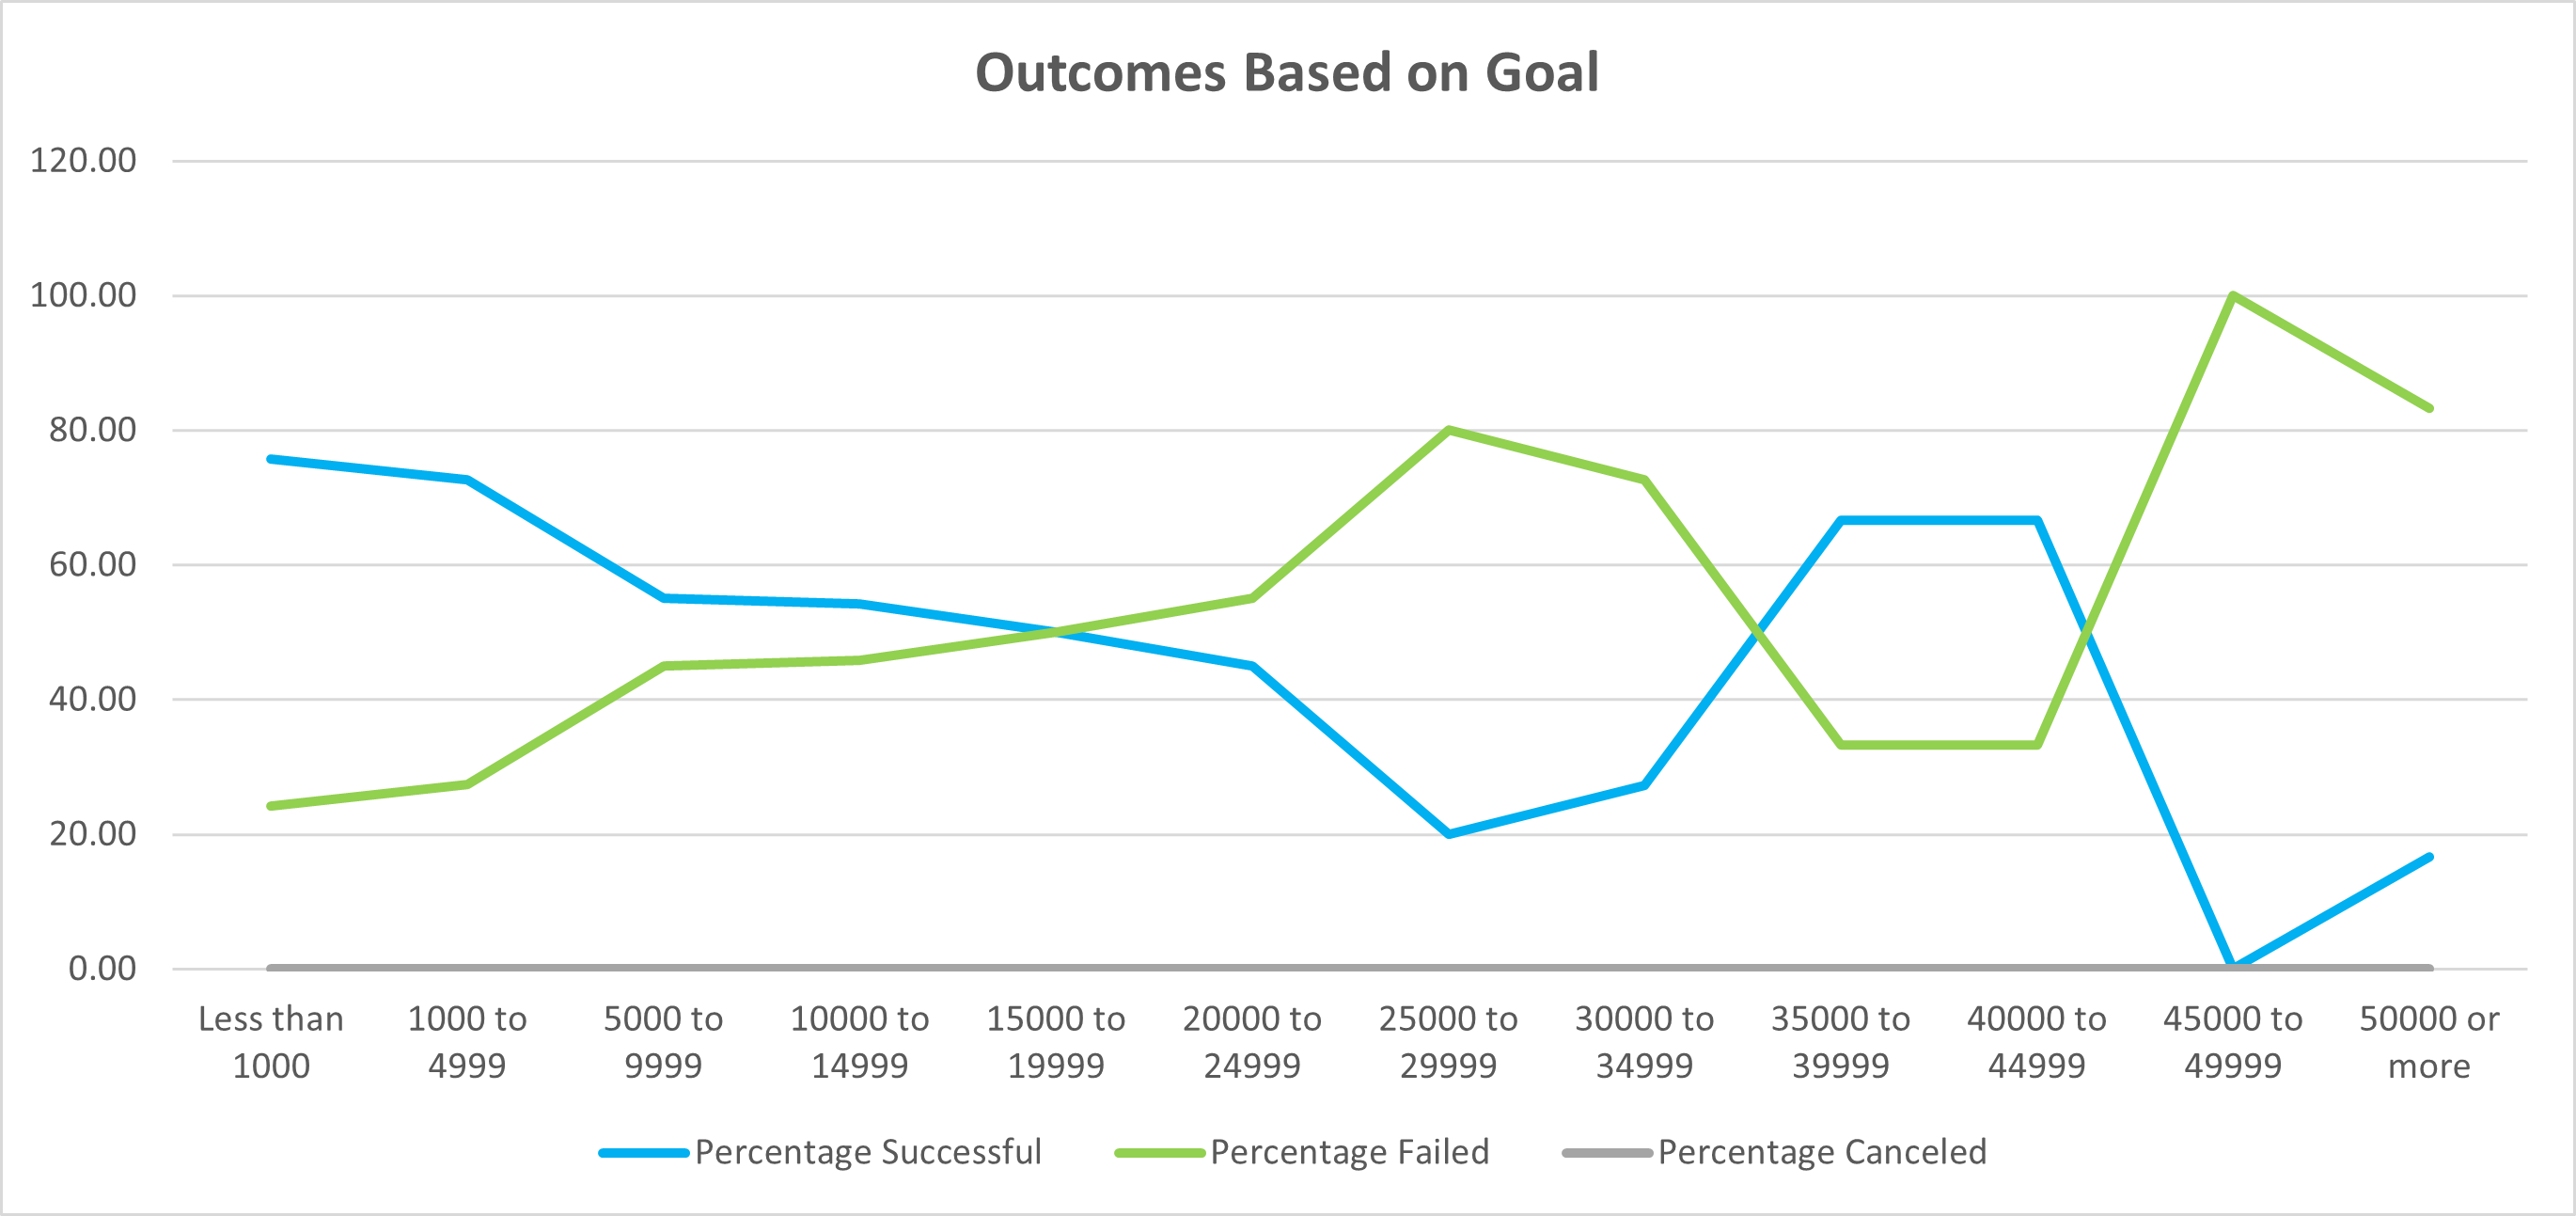 Outcomes Based on Goal
120.00
100.00
80.00
60.00
40.00
20.00
0.00
Less than 1000
1000 to 4999
5000 to 9999
10000 to 14999
15000 to 19999
20000 to 24999
25000 to 29999
30000 to 34999
35000 to 39999
40000 to 44999
45000 to 49999
50000 or more
Percentage Successful
Percentage Failed
Percentage Canceled